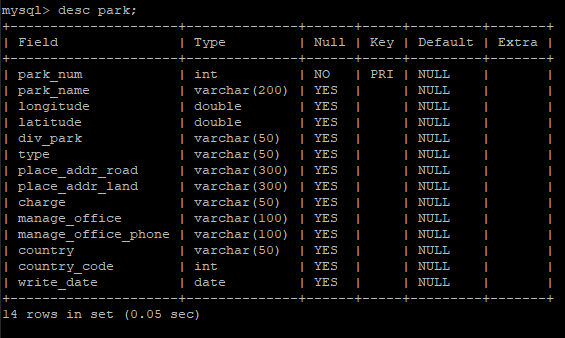 mysql> desc park;
+---------------------+--------------+------+-----+---------+-------+
| Field               | Type         | Null | Key | Default | Extra |
+---------------------+--------------+------+-----+---------+-------+
| park_num            | int          | NO   | PRI | NULL    |       |
| park_name           | varchar(200) | YES  |     | NULL    |       |
| longitude           | double       | YES  |     | NULL    |       |
| latitude            | double       | YES  |     | NULL    |       |
| div_park            | varchar(50)  | YES  |     | NULL    |       |
| type                | varchar(50)  | YES  |     | NULL    |       |
| place_addr_road     | varchar(300) | YES  |     | NULL    |       |
| place_addr_land     | varchar(300) | YES  |     | NULL    |       |
| charge              | varchar(50)  | YES  |     | NULL    |       |
| manage_office       | varchar(100) | YES  |     | NULL    |       |
| manage_office_phone | varchar(100) | YES  |     | NULL    |       |
| country             | varchar(50)  | YES  |     | NULL    |       |
| country_code        | int          | YES  |     | NULL    |       |
| write_date          | date         | YES  |     | NULL    |       |
+---------------------+--------------+------+-----+---------+-------+
14 rows in set (0.05 sec)